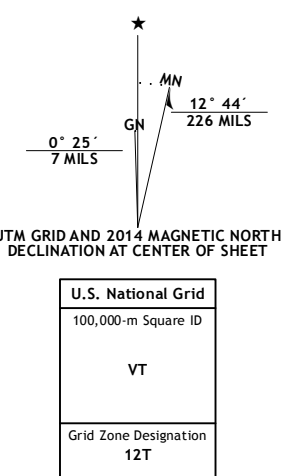 ★
MN
12° 44´
226 MILS
GN
0° 25´
7 MILS
UTM GRID AND 2014 MAGNETIC NORTH
DECLINATION AT CENTER OF SHEET
U.S. National Grid
100,000-m Square ID
VT
Grid Zone Designation
12T